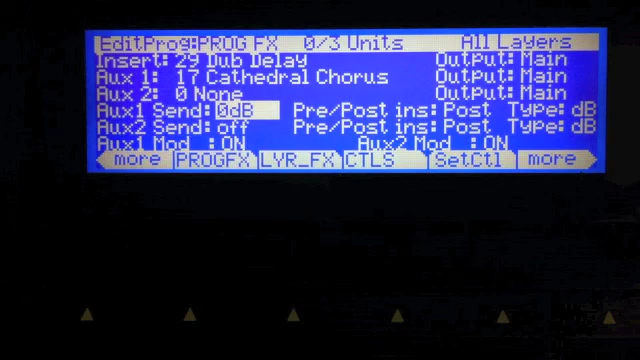 EditProg:PROG FX 0/3 Units All Layers
Insert: 29 Dub Delay Output: Main
Aux 1: 17 Cathedral Chorus Output: Main
Aux 2: 0 None Output: Main
Aux1 Send: 0dB Pre/Post ins: Post Type: dB
Aux2 Send: off Pre/Post ins: Post Type: dB
Aux1 Mod : ON Aux2 Mod : ON
more PROGFX LYR_FX CTLS SetCtl more